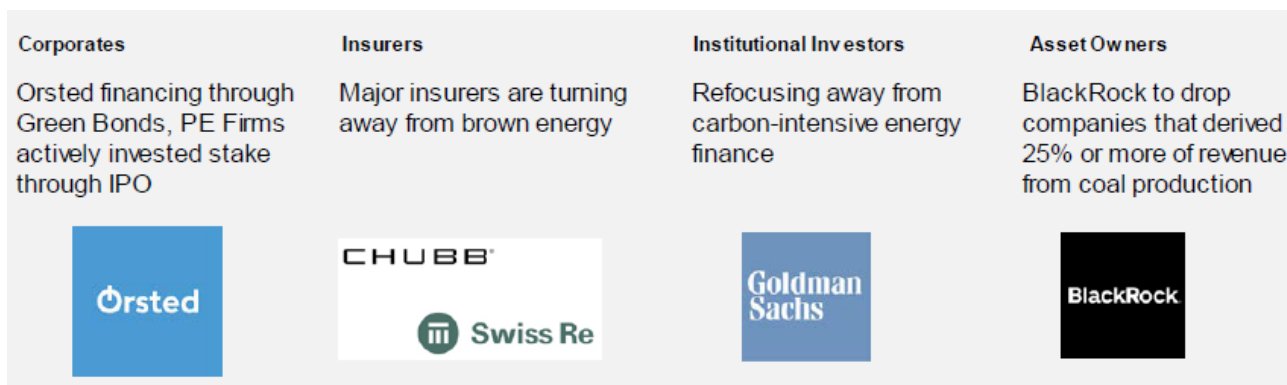 Corporates
Orsted financing through
Green Bonds, PE Firms
actively invested stake
through IPO
Orsted
Insurers
Major insurers are turning
away from brown energy
CHUBB®
Swiss Re
Institutional Investors
Refocusing away from
carbon-intensive energy
finance
Goldman
Sachs
Asset Owners
BlackRock to drop
companies that derived
25% or more of revenue
from coal production
BlackRock.